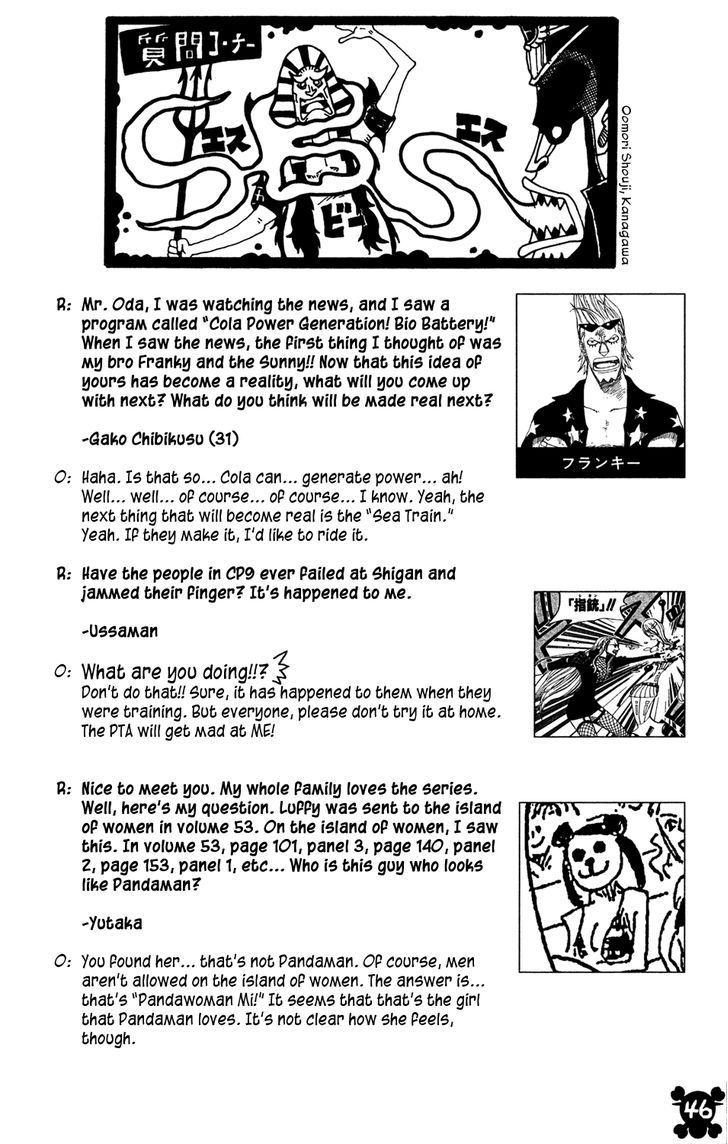 質問コーナー
エス
ビー
エス
Oomori Shouji, Kanagawa
R: Mr. Oda, I was watching the news, and I saw a
program called "Cola Power Generation! Bio Battery!"
When I saw the news, the first thing I thought of was
my bro Franky and the Sunny!! Now that this idea of
yours has become a reality, what will you come up
with next? What do you think will be made real next?
-Gako Chibikusu (31)
フランキー
O: Haha. Is that so... Cola can... generate power... ah!
Well... well... of course... of course... I know. Yeah, the
next thing that will become real is the "Sea Train."
Yeah. If they make it, I'd like to ride it.
R: Have the people in CP9 ever failed at Shigan and
jammed their finger? It's happened to me.
-Ussaman
「指銃」!!
O: What are you doing!!?
Don't do that!! Sure, it has happened to them when they
were training. But everyone, please don't try it at home.
The PTA will get mad at ME!
R: Nice to meet you. My whole family loves the series.
Well, here's my question. Luffy was sent to the island
of women in volume 53. On the island of women, I saw
this. In volume 53, page 101, panel 3, page 140, panel
2, page 153, panel 1, etc... Who is this guy who looks
like Pandaman?
-Yutaka
O: You found her... that's not Pandaman. Of course, men
aren't allowed on the island of women. The answer is...
that's "Pandawoman Mi!" It seems that that's the girl
that Pandaman loves. It's not clear how she feels,
though.
46